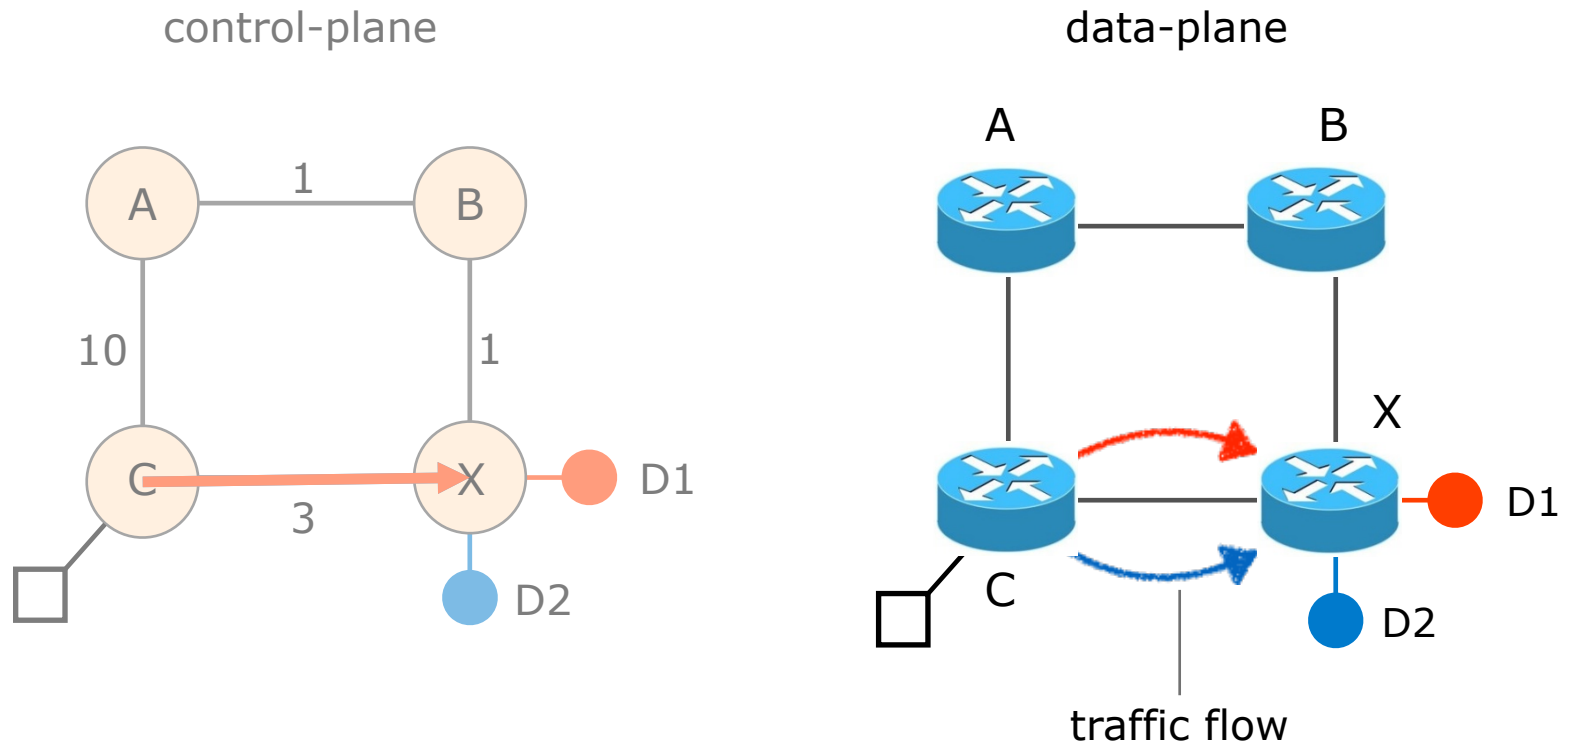 control-plane
data-plane
A
1
B
10
1
C
3
X
D1
D2
A
B
X
D1
C
D2
traffic flow